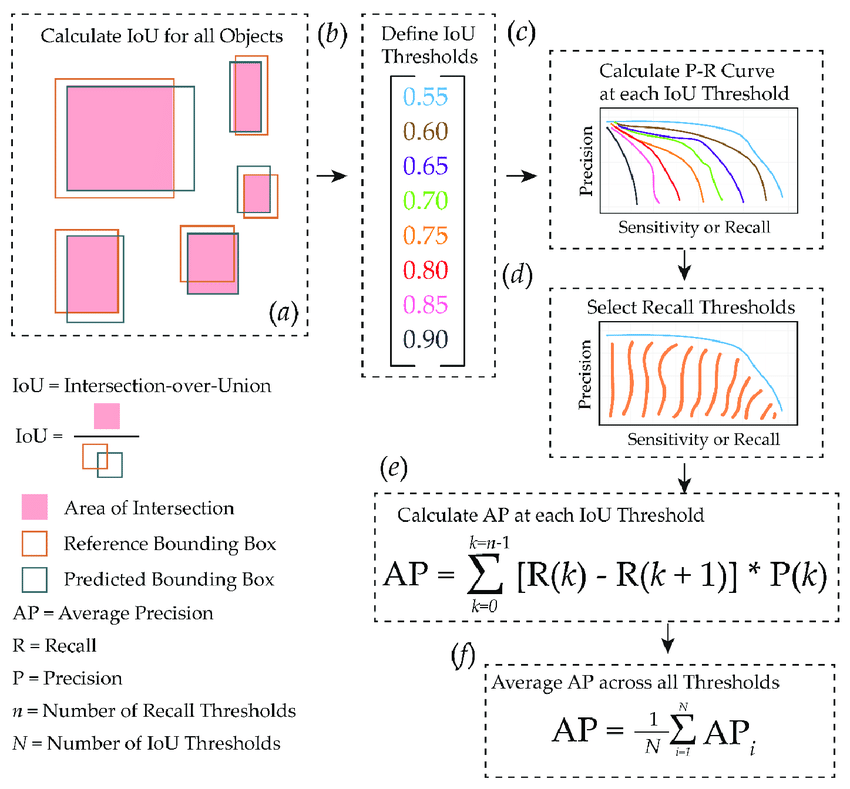 Calculate IoU for all Objects
(a)
(b)
Define IoU
Thresholds
0.55
0.60
0.65
0.70
0.75
0.80
0.85
0.90
(c)
Calculate P-R Curve
at each IoU Threshold
Precision
Sensitivity or Recall
(d)
Select Recall Thresholds
Precision
Sensitivity or Recall
IoU = Intersection-over-Union
IoU =
Area of Intersection
Reference Bounding Box
Predicted Bounding Box
AP = Average Precision
R = Recall
P = Precision
n = Number of Recall Thresholds
N = Number of IoU Thresholds
(e)
Calculate AP at each IoU Threshold
k=n-1
AP = ∑ [R(k) - R(k + 1)] * P(k)
k=0
(f)
Average AP across all Thresholds
N
AP = 1/N ∑ APi
i=1